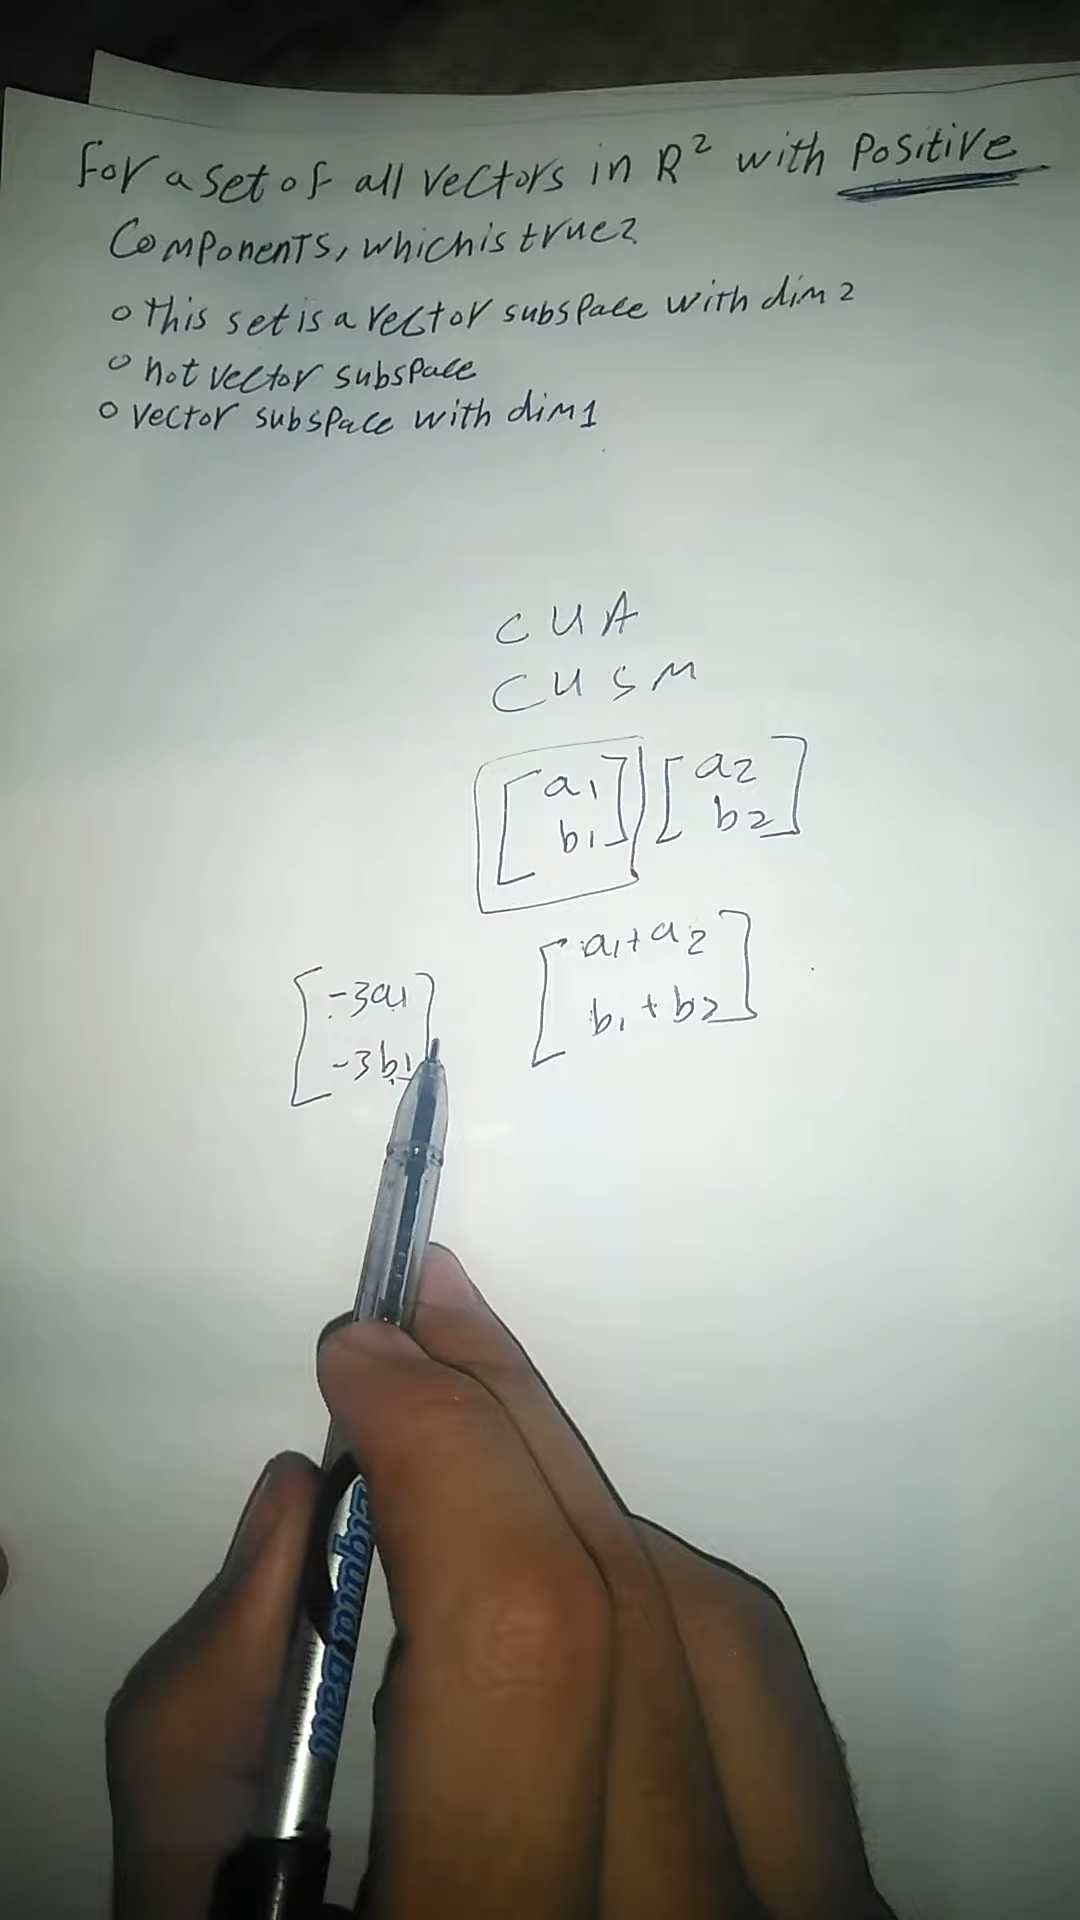 For a set of all vectors in R² with Positive
Components, which is true?
o This set is a vector subspace with dim 2
o not vector subspace
o vector subspace with dim 1
C U A
C U S M
[a1 b1] [a2 b2]
[-3a1 -3b1] [a1+a2 b1+b2]
Liquid Ball